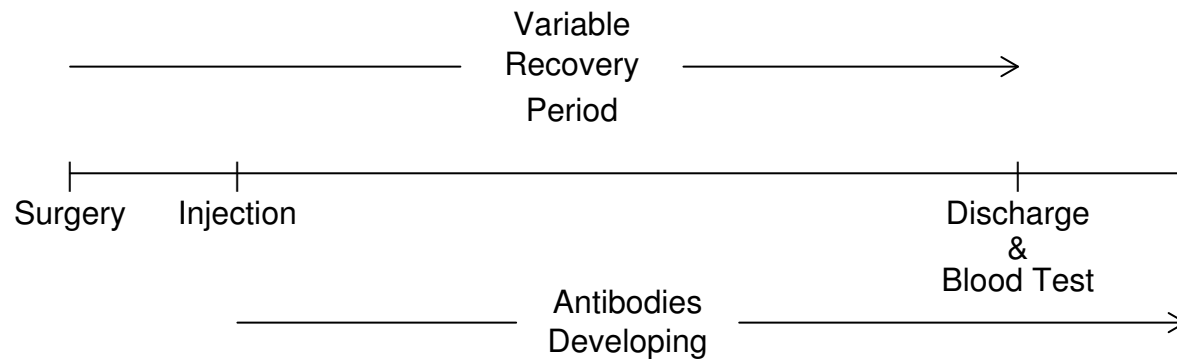 Variable
Recovery
Period
Surgery
Injection
Discharge
&
Blood Test
Antibodies
Developing